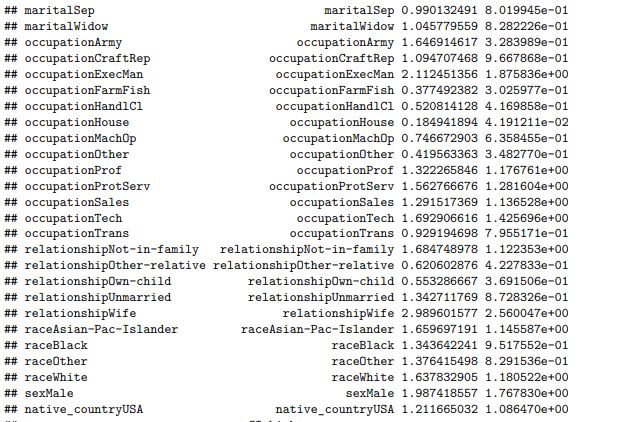 ## maritalSep maritalSep 0.990132491 8.019945e-01
## maritalWidow maritalWidow 1.045779559 8.282226e-01
## occupationArmy occupationArmy 1.646914617 3.283989e-01
## occupationCraftRep occupationCraftRep 1.094707468 9.667868e-01
## occupationExecMan occupationExecMan 2.112451356 1.875836e+00
## occupationFarmFish occupationFarmFish 0.377492382 3.025977e-01
## occupationHandlCl occupationHandlCl 0.520814128 4.169858e-01
## occupationHouse occupationHouse 0.184941894 4.191211e-02
## occupationMachOp occupationMachOp 0.746672903 6.358455e-01
## occupationOther occupationOther 0.419563363 3.482770e-01
## occupationProf occupationProf 1.322265846 1.176761e+00
## occupationProtServ occupationProtServ 1.562766676 1.281604e+00
## occupationSales occupationSales 1.291517369 1.136528e+00
## occupationTech occupationTech 1.692906616 1.425696e+00
## occupationTrans occupationTrans 0.929194698 7.955171e-01
## relationshipNot-in-family relationshipNot-in-family 1.684748978 1.122353e+00
## relationshipOther-relative relationshipOther-relative 0.620602876 4.227833e-01
## relationshipOwn-child relationshipOwn-child 0.553286667 3.691506e-01
## relationshipUnmarried relationshipUnmarried 1.342711769 8.728326e-01
## relationshipWife relationshipWife 2.989601577 2.560047e+00
## raceAsian-Pac-Islander raceAsian-Pac-Islander 1.659697191 1.145587e+00
## raceBlack raceBlack 1.343642241 9.517552e-01
## raceOther raceOther 1.376415498 8.291536e-01
## raceWhite raceWhite 1.637832905 1.180522e+00
## sexMale sexMale 1.987418557 1.767830e+00
## native_countryUSA native_countryUSA 1.211665032 1.086470e+00